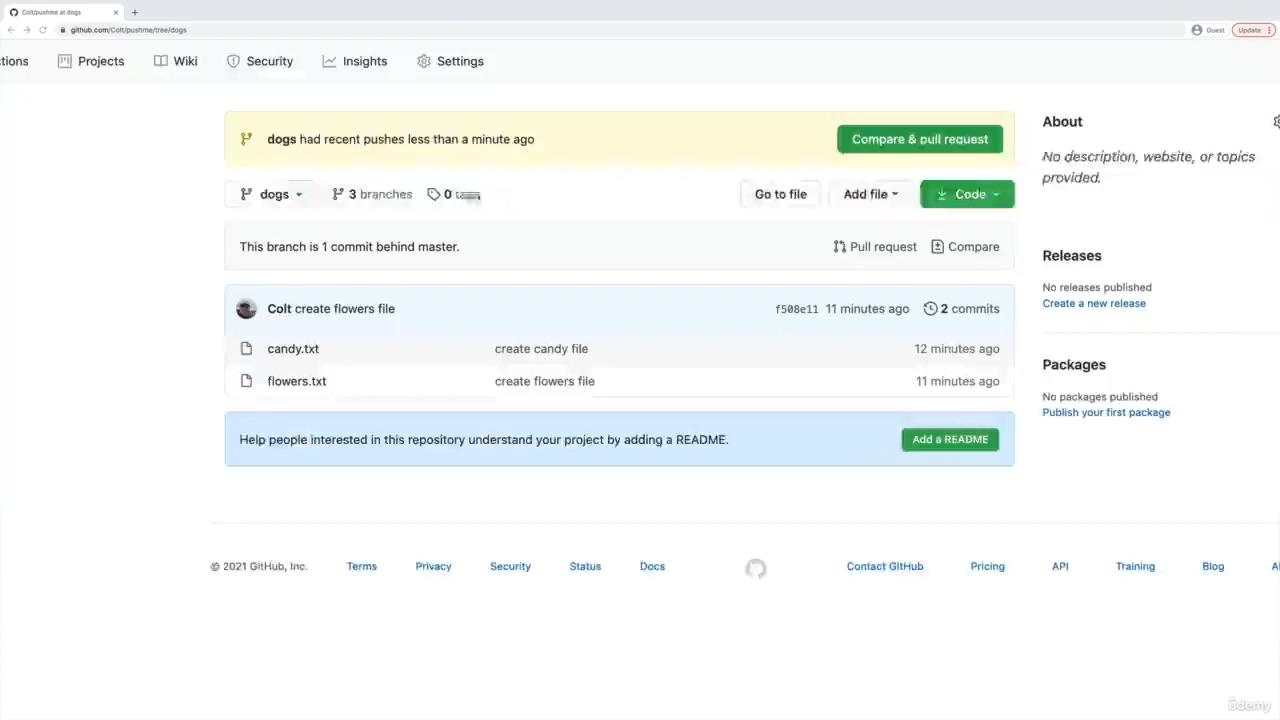 Colt/pushme at dogs
github.com/Colt/pushme/tree/dogs
Guest
Update
ctions
Projects
Wiki
Security
Insights
Settings
dogs had recent pushes less than a minute ago
Compare & pull request
dogs
3 branches
0 tags
Go to file
Add file
Code
This branch is 1 commit behind master.
Pull request
Compare
Colt create flowers file
f508e11 11 minutes ago
2 commits
candy.txt
create candy file
12 minutes ago
flowers.txt
create flowers file
11 minutes ago
Help people interested in this repository understand your project by adding a README.
Add a README
About
No description, website, or topics
provided.
Releases
No releases published
Create a new release
Packages
No packages published
Publish your first package
© 2021 GitHub, Inc.
Terms
Privacy
Security
Status
Docs
Contact GitHub
Pricing
API
Training
Blog
udemy